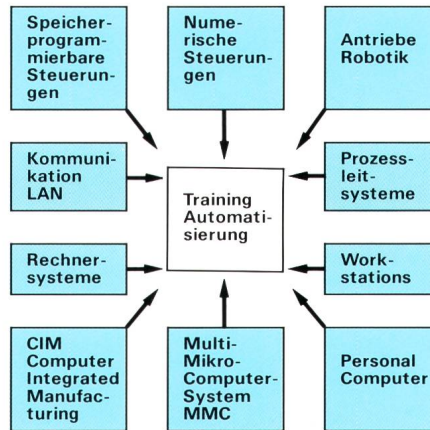 Speicher-
program-
mierbare
Steuerun-
gen
Nume-
rische
Steuerun-
gen
Antriebe
Robotik
Kommuni-
kation
LAN
Training
Automati-
sierung
Prozess-
leit-
systeme
Rechner-
systeme
Work-
stations
CIM
Computer
Integrated
Manufac-
turing
Multi-
Mikro-
Computer-
System
MMC
Personal
Computer